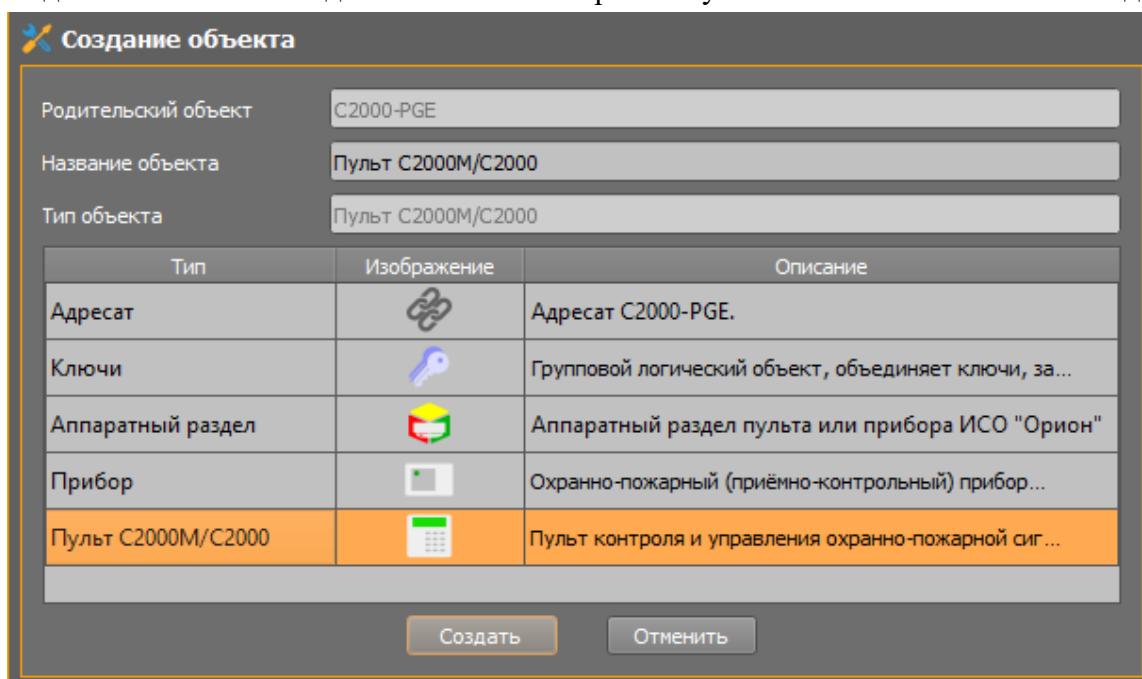 Создание объекта
Родительский объект C2000-PGE
Название объекта Пульт С2000М/С2000
Тип объекта Пульт С2000М/С2000
Тип Изображение Описание
Адресат Адресат С2000-PGE.
Ключи Групповой логический объект, объединяет ключи, за...
Аппаратный раздел Аппаратный раздел пульта или прибора ИСО "Орион"
Прибор Охранно-пожарный (приёмно-контрольный) прибор...
Пульт С2000М/С2000 Пульт контроля и управления охранно-пожарной сиг...
Создать Отменить